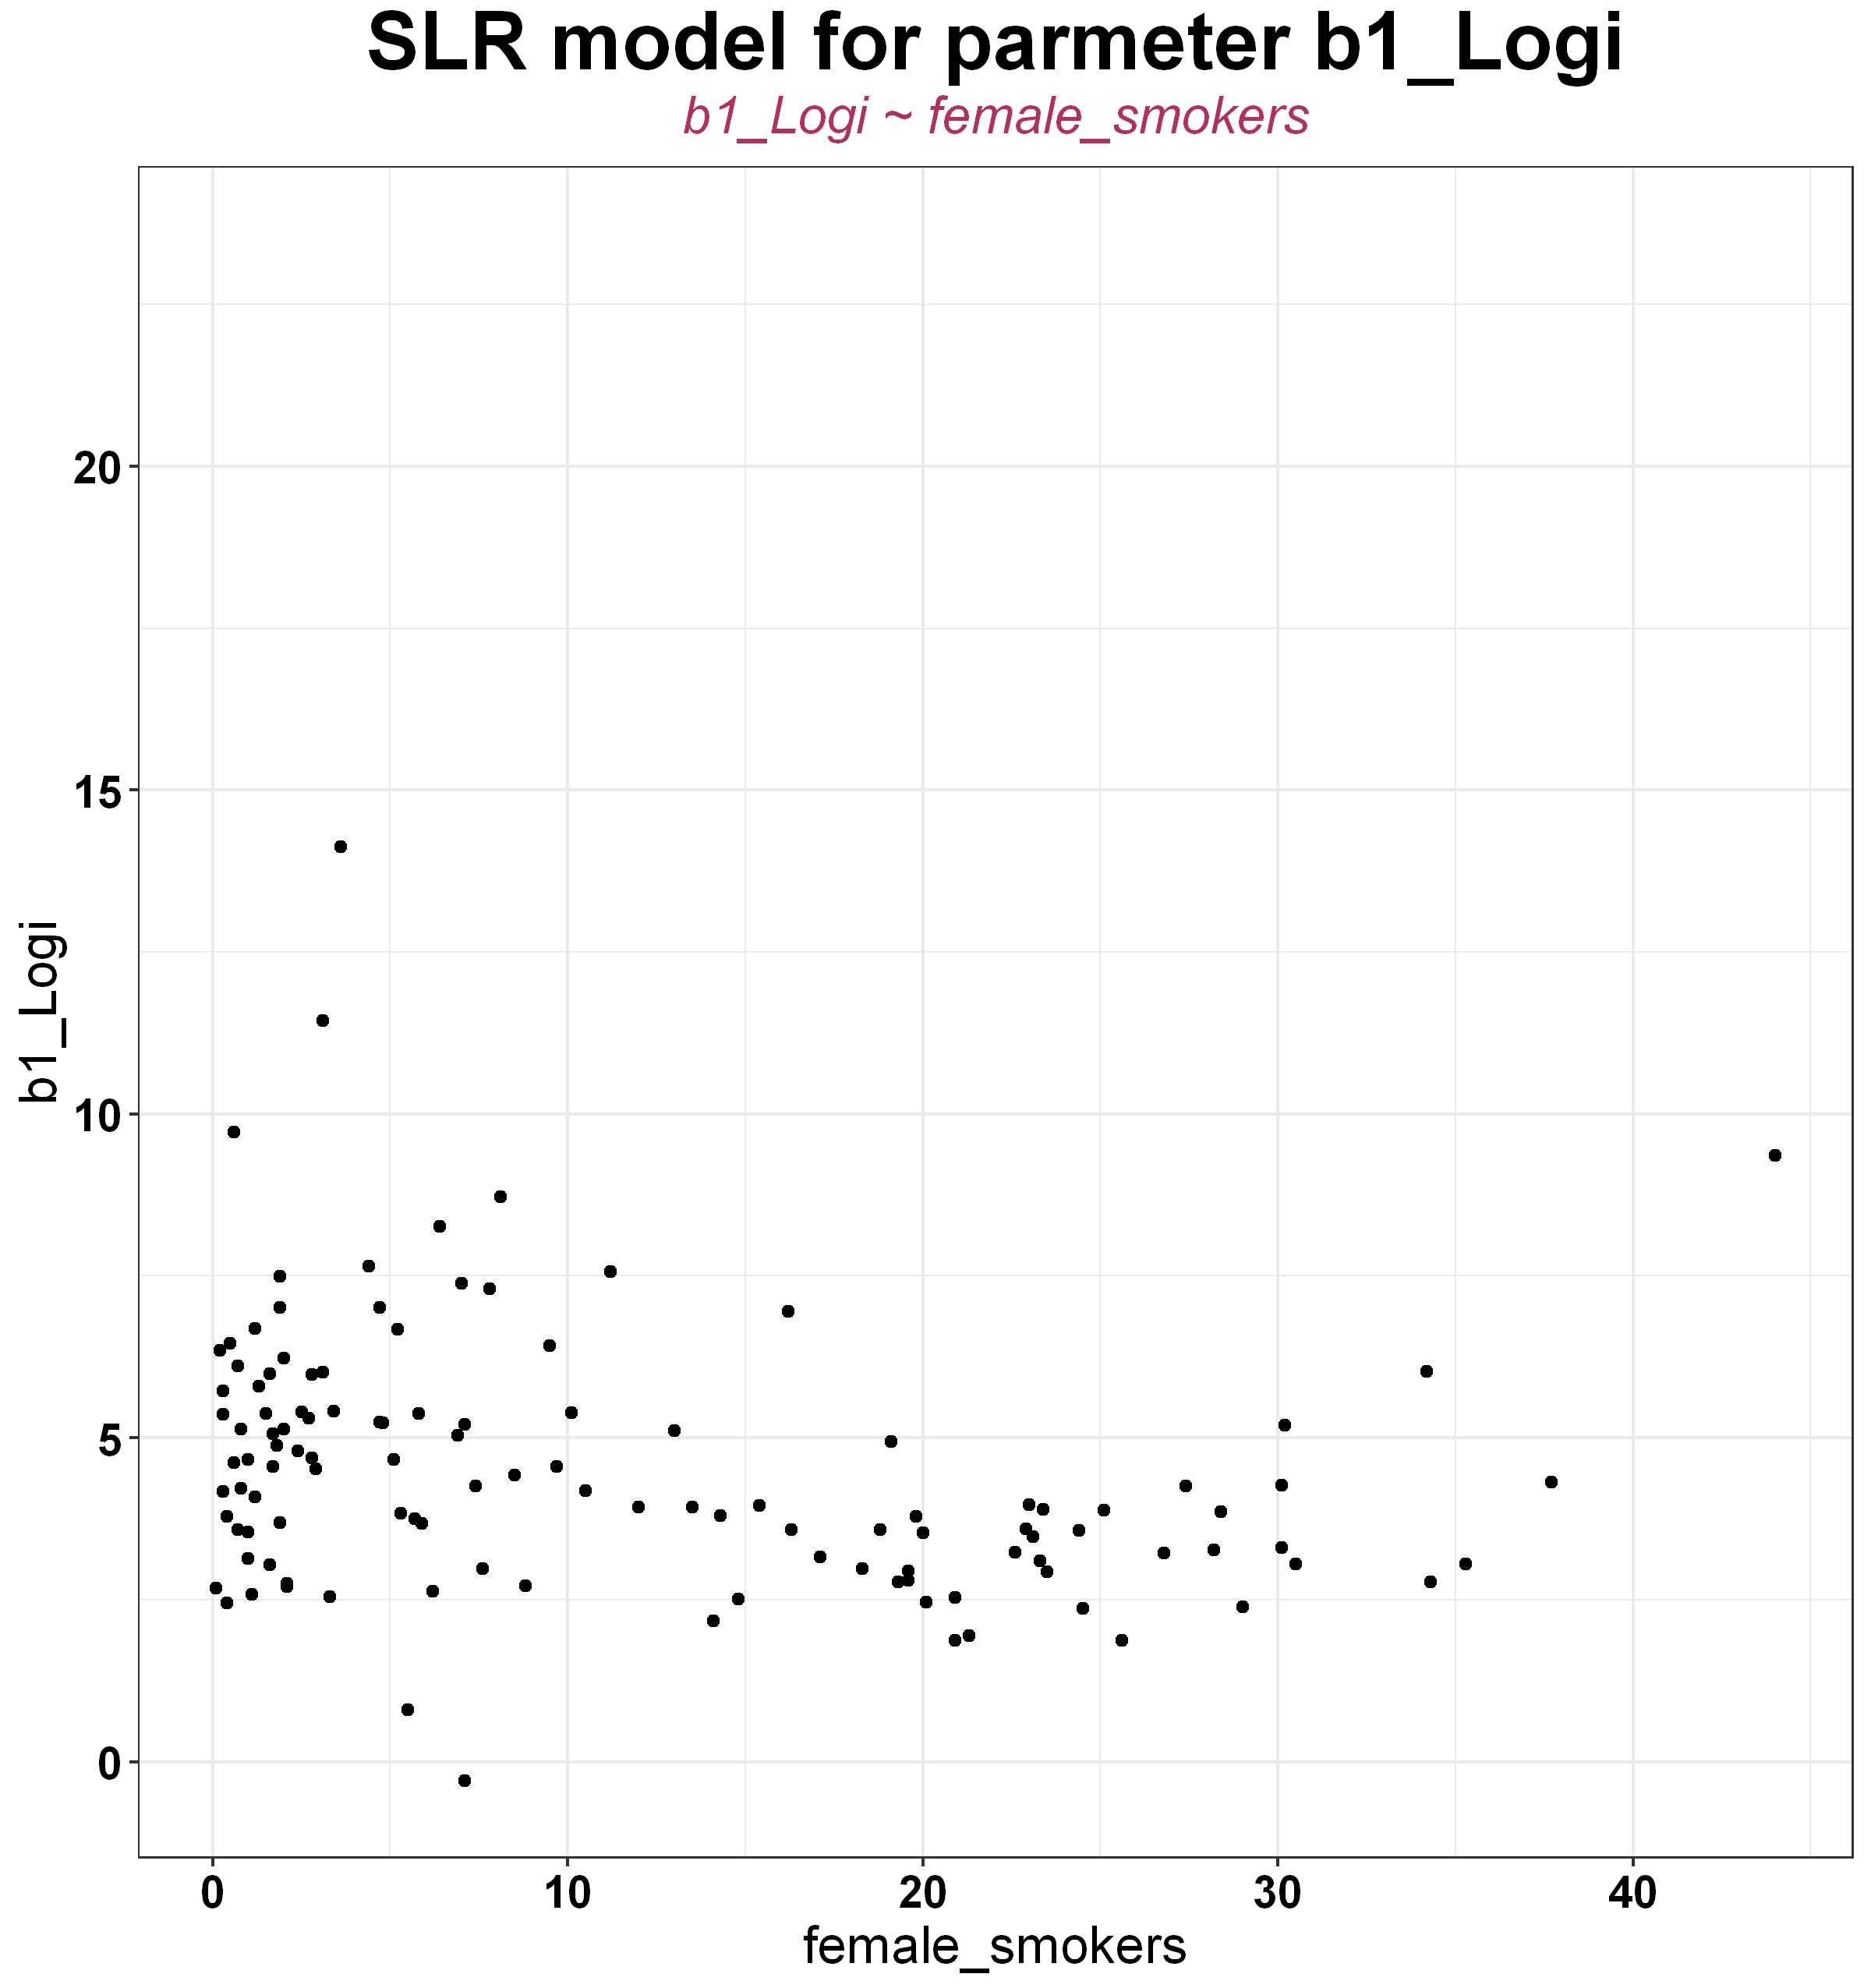 SLR model for parmeter b1_Logi
b1_Logi ~ female_smokers
20
15
10
5
0
b1_Logi
0 10 20 30 40
female_smokers